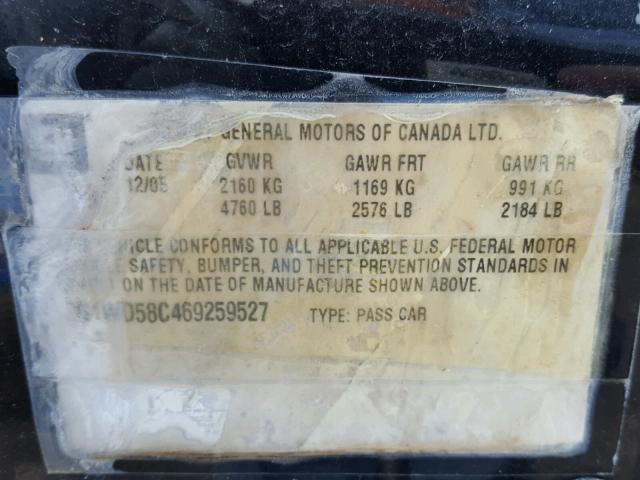 GENERAL MOTORS OF CANADA LTD.
DATE GVWR GAWR FRT GAWR RR
12/05 2160 KG 1169 KG 991 KG
4760 LB 2576 LB 2184 LB
CONFORMS TO ALL APPLICABLE U.S. FEDERAL MOTOR
SAFETY, BUMPER, AND THEFT PREVENTION STANDARDS IN
ON THE DATE OF MANUFACTURE SHOWN ABOVE.
G1WD58C469259527 TYPE: PASS CAR